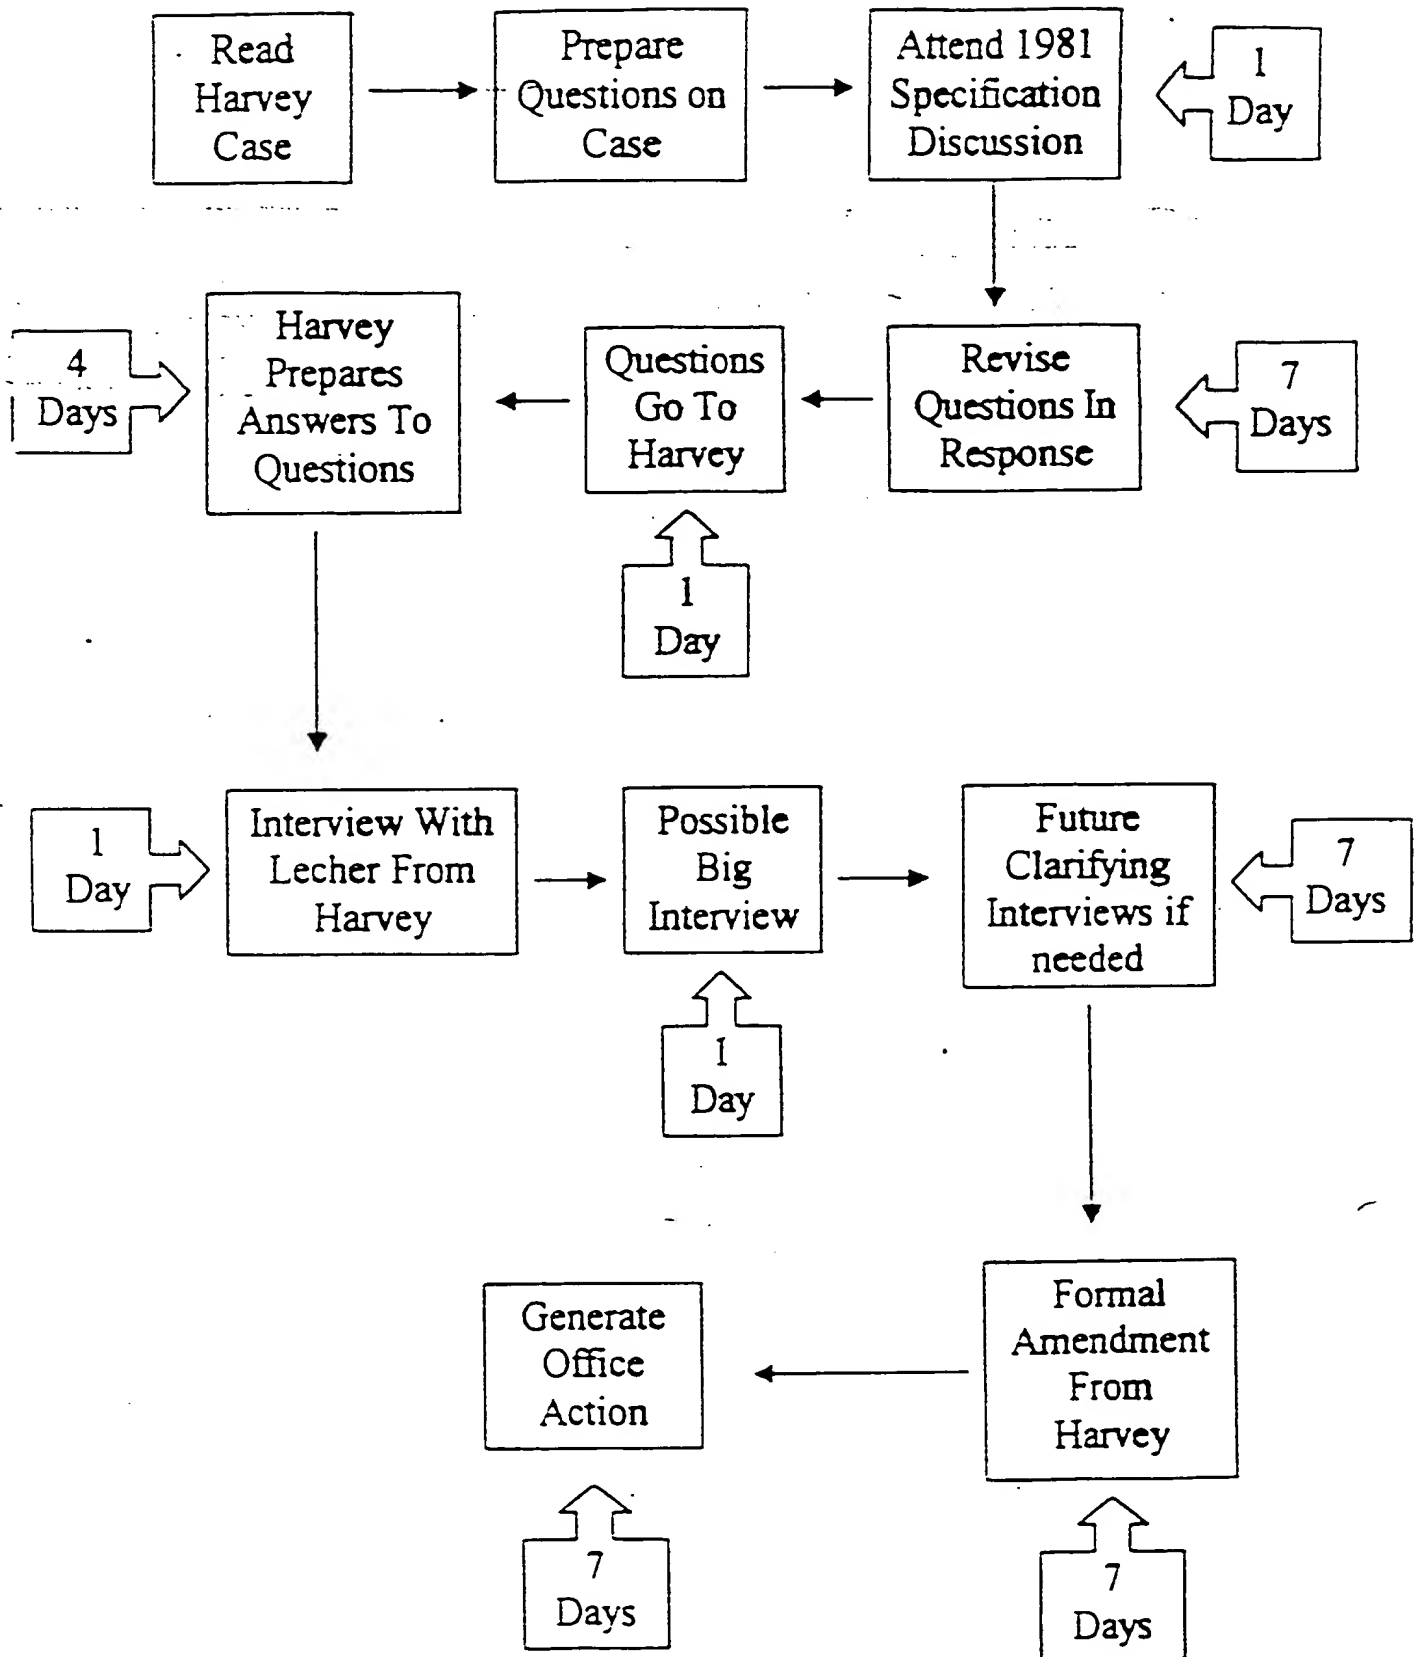 Read
Harvey
Case
Prepare
Questions on
Case
Attend 1981
Specification
Discussion
1
Day
4
Days
Harvey
Prepares
Answers To
Questions
Questions
Go To
Harvey
Revise
Questions In
Response
7
Days
1
Day
1
Day
Interview With
Lecher From
Harvey
Possible
Big
Interview
Future
Clarifying
Interviews if
needed
7
Days
1
Day
Generate
Office
Action
Formal
Amendment
From
Harvey
7
Days
7
Days